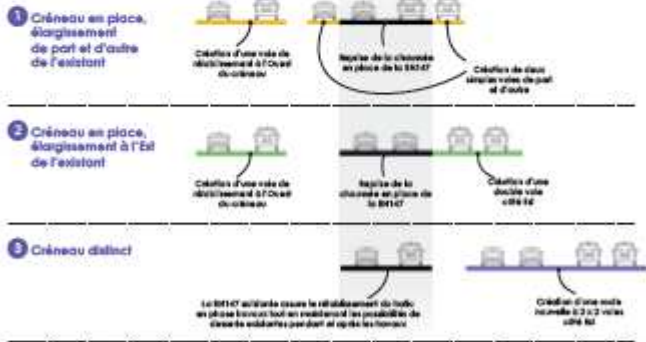 1 Créneau en place,
élargissement
de part et d'autre
de l'existant
Création d'une voie de
rétablissement à l'Ouest
du créneau
Reprise de la chaussée
en place de la RN147
Création de deux
simples voies de part
et d'autre
2 Créneau en place,
élargissement à l'Est
de l'existant
Création d'une voie de
rétablissement à l'Ouest
du créneau
Reprise de la
chaussée en place de
la RN147
Création d'une
double voie
côté Est
3 Créneau distinct
La RN147 existante assure le rétablissement du trafic
en phase travaux tout en maintenant les possibilités de
desserte existantes pendant et après les travaux
Création d'une route
nouvelle à 2 x 2 voies
côté Est